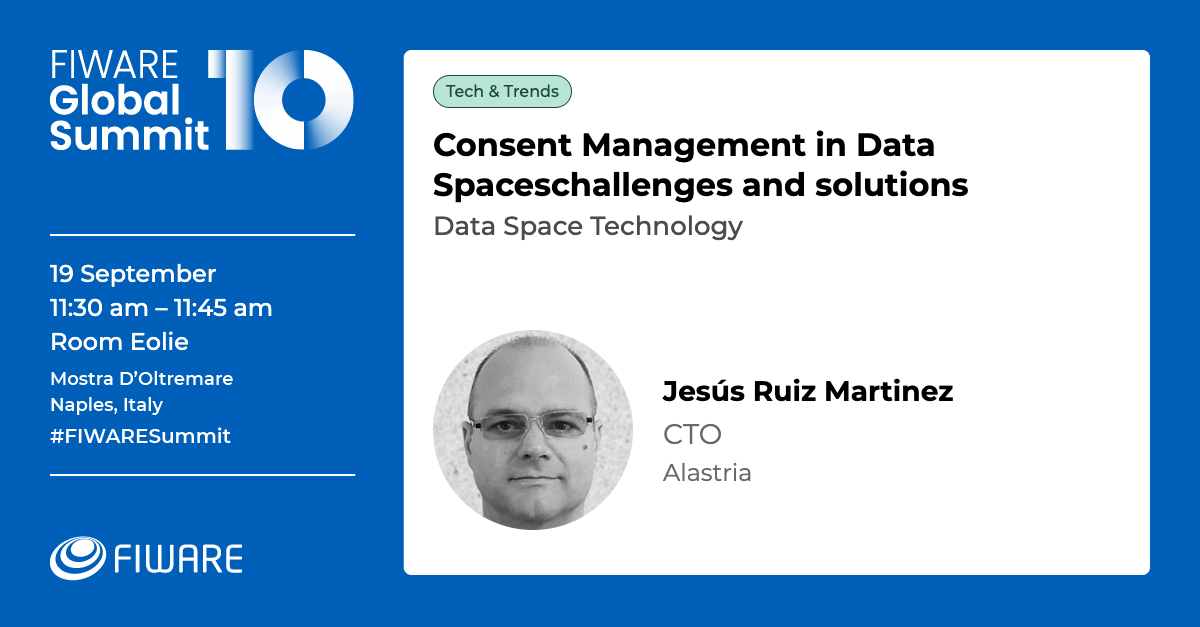 FIWARE
Global
Summit
10
19 September
11:30 am – 11:45 am
Room Eolie
Mostra D’Oltremare
Naples, Italy
#FIWARESummit
FIWARE
Tech & Trends
Consent Management in Data
Spaceschallenges and solutions
Data Space Technology
Jesús Ruiz Martinez
CTO
Alastria